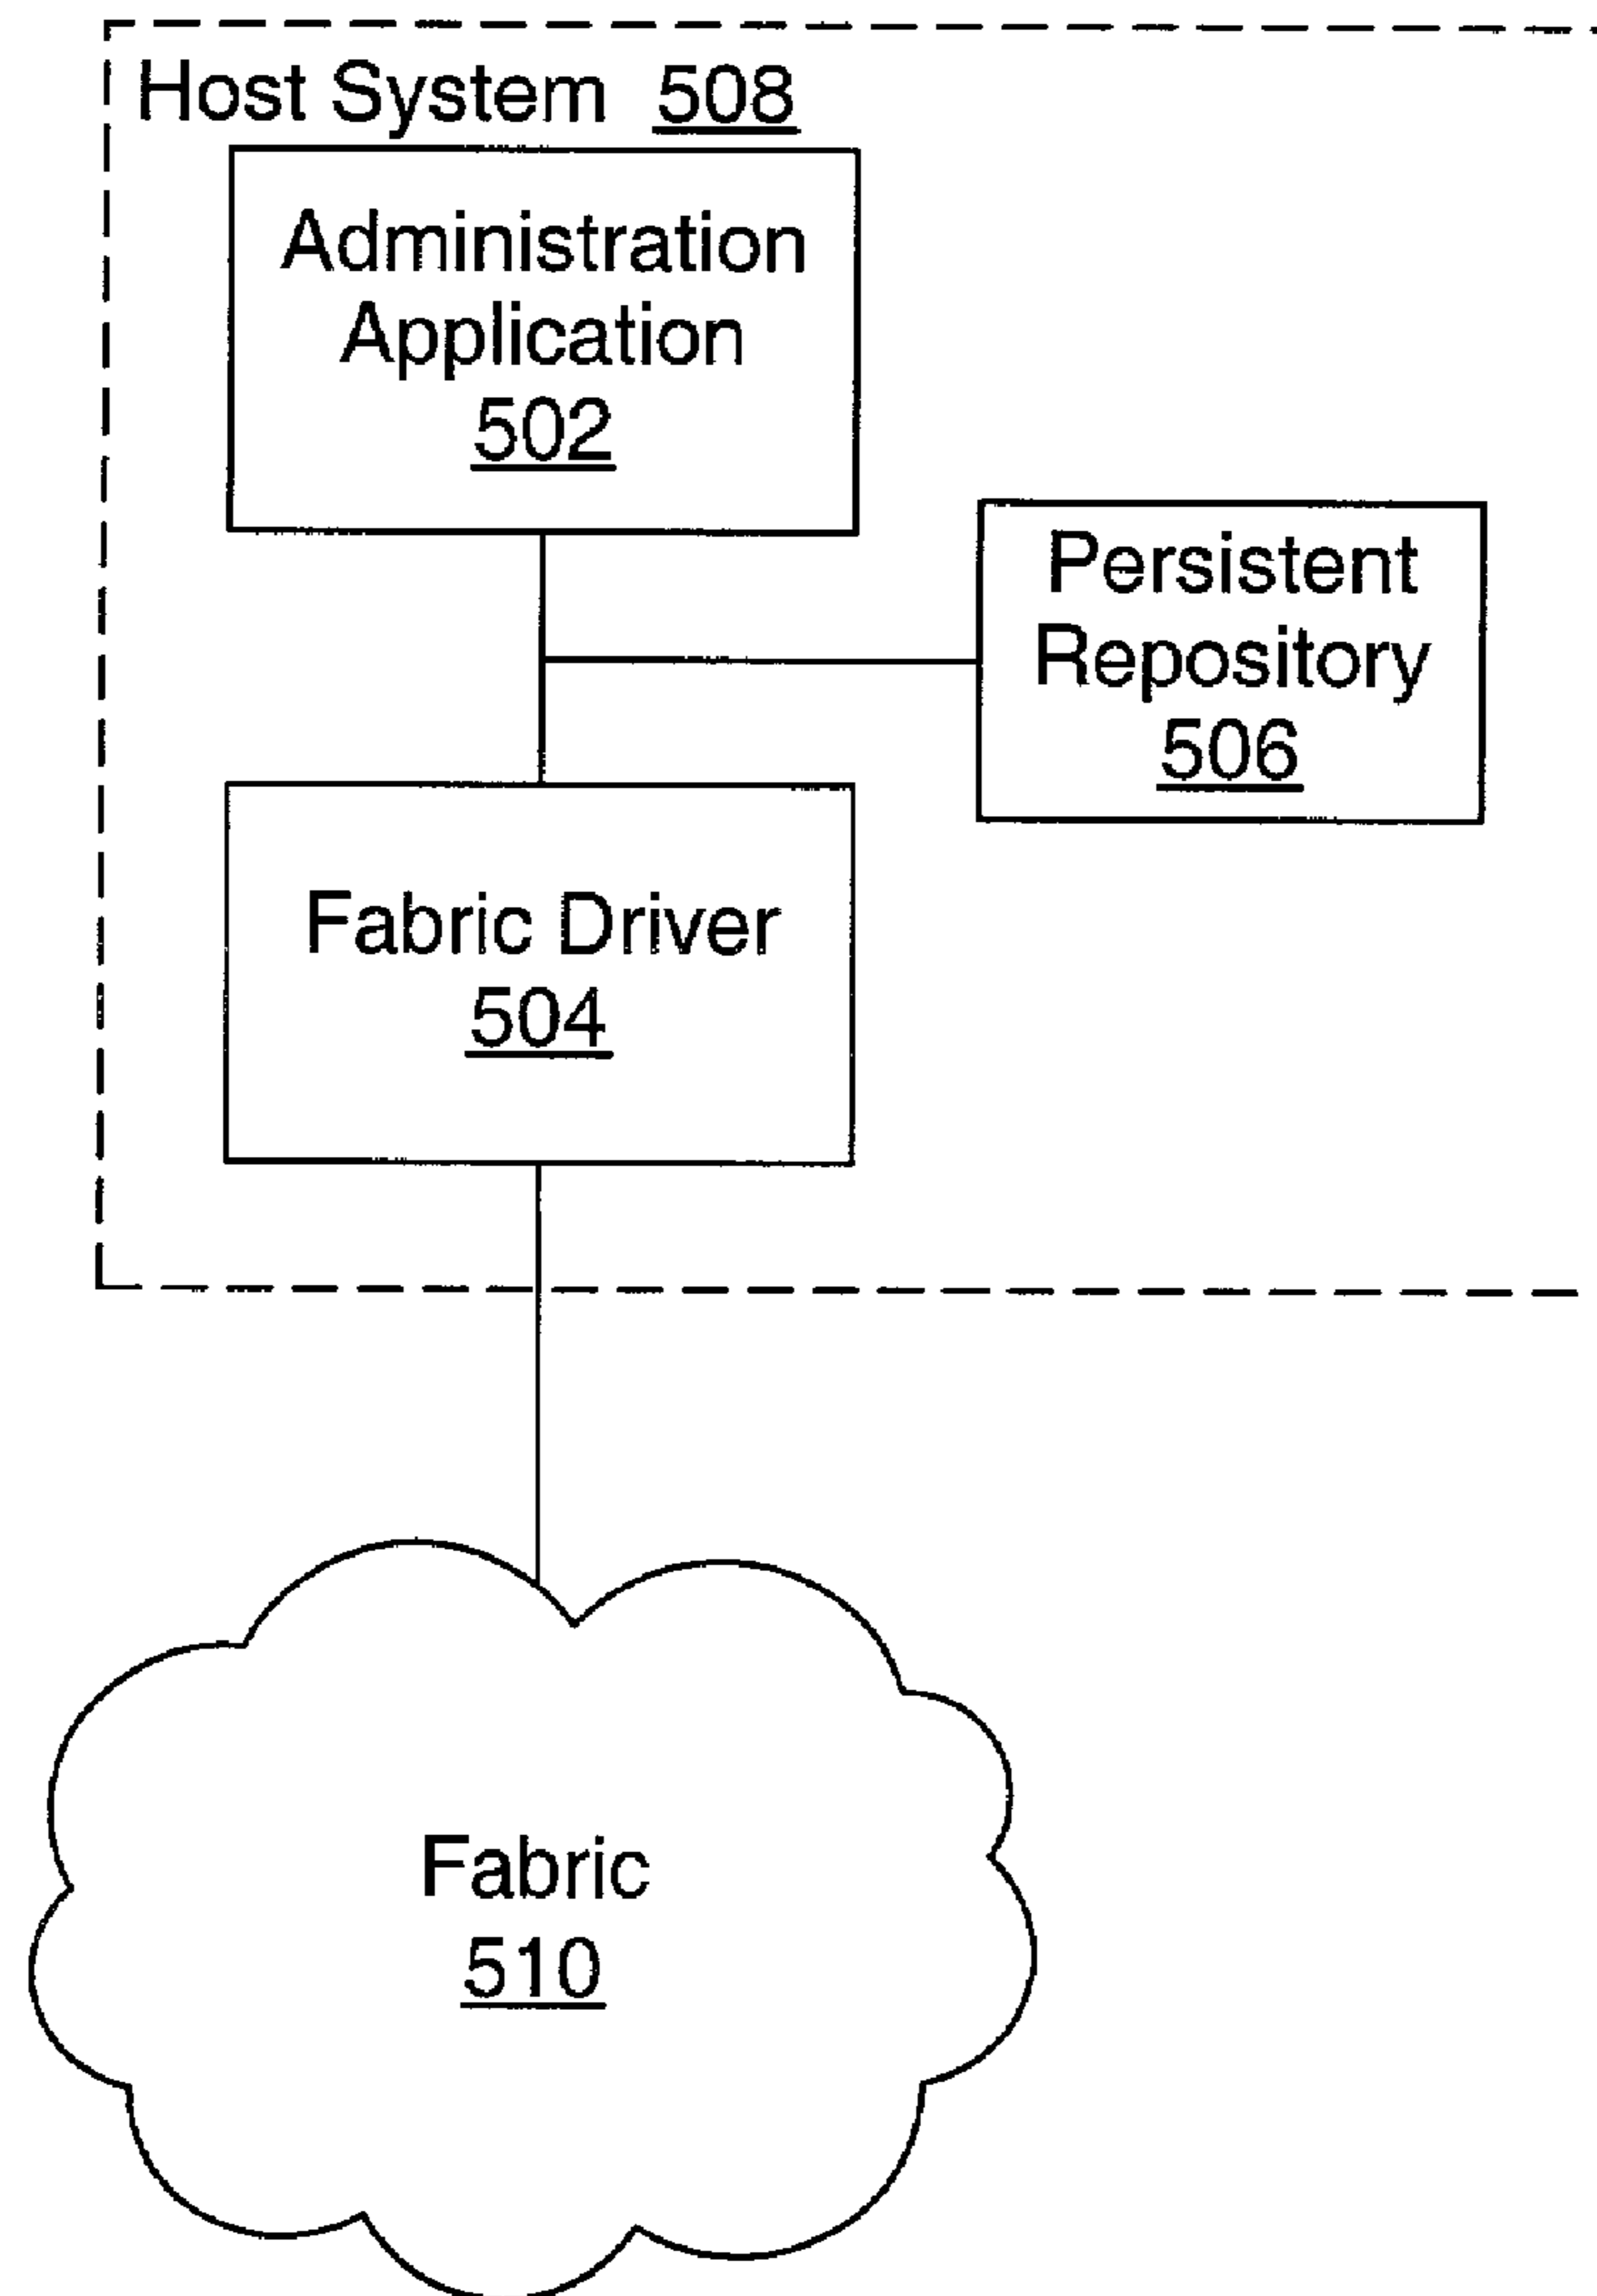 Host System 508
Administration
Application
502
Persistent
Repository
506
Fabric Driver
504
Fabric
510